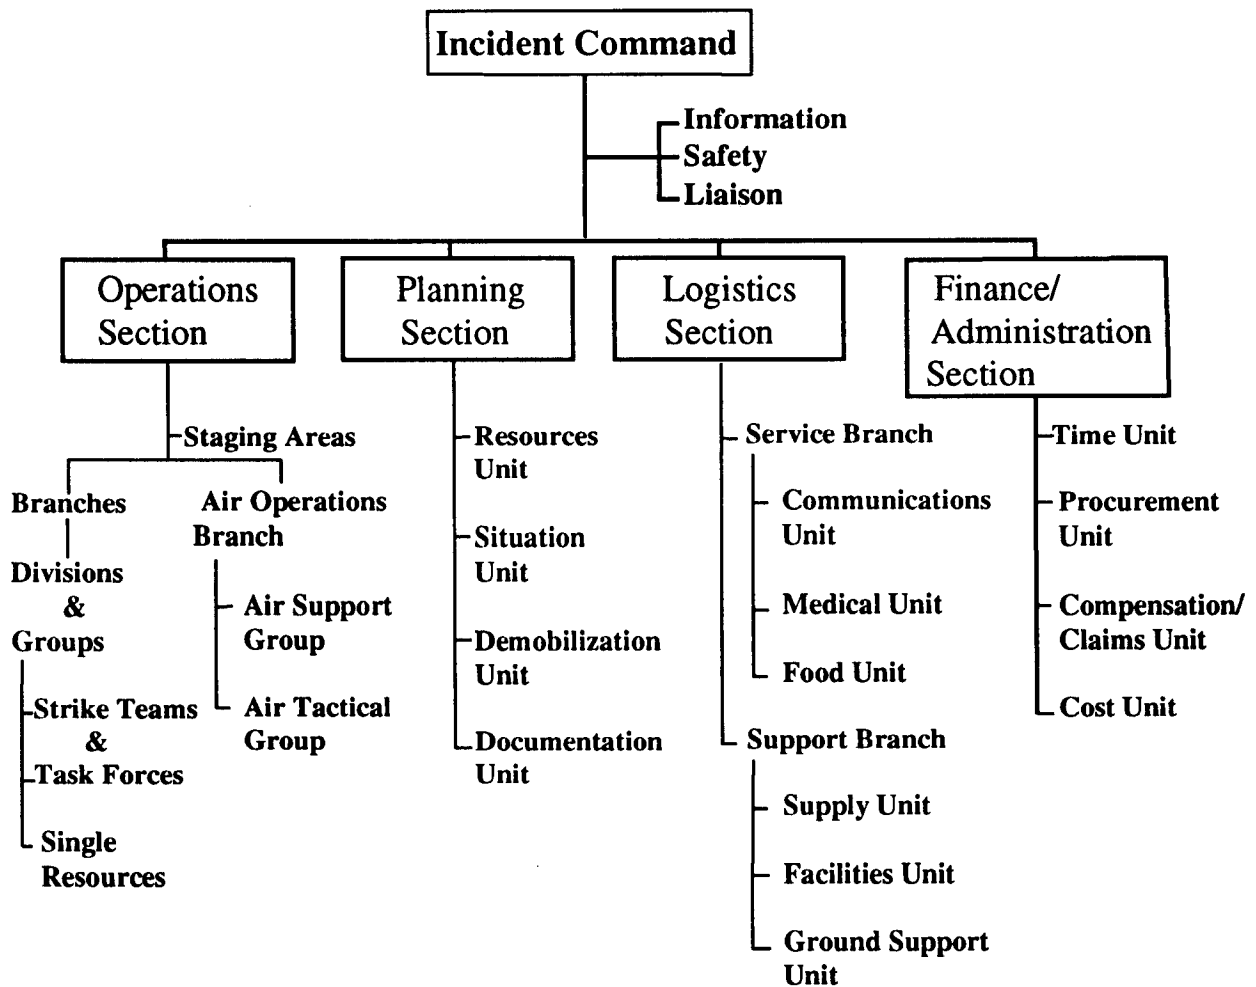 Incident Command
Information
Safety
Liaison
Operations
Section
Staging Areas
Branches
Divisions
&
Groups
Strike Teams
&
Task Forces
Single
Resources
Air Operations
Branch
Air Support
Group
Air Tactical
Group
Planning
Section
Resources
Unit
Situation
Unit
Demobilization
Unit
Documentation
Unit
Logistics
Section
Service Branch
Communications
Unit
Medical Unit
Food Unit
Support Branch
Supply Unit
Facilities Unit
Ground Support
Unit
Finance/
Administration
Section
Time Unit
Procurement
Unit
Compensation/
Claims Unit
Cost Unit